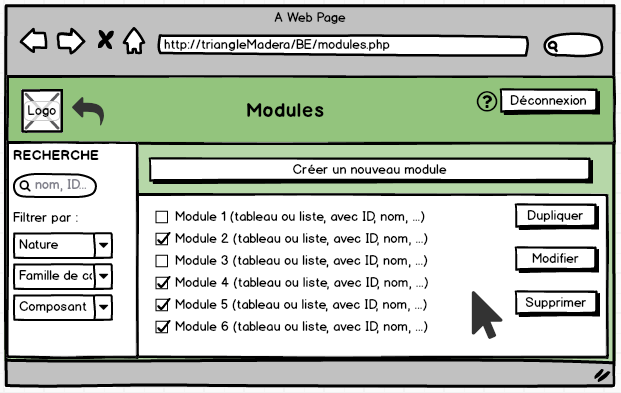 A Web Page
http://triangleMadera/BE/modules.php
Logo
Modules
?
Déconnexion
RECHERCHE
nom, ID...
Filtrer par :
Nature
Famille de co
Composant
Créer un nouveau module
Module 1 (tableau ou liste, avec ID, nom, ...)
Module 2 (tableau ou liste, avec ID, nom, ...)
Module 3 (tableau ou liste, avec ID, nom, ...)
Module 4 (tableau ou liste, avec ID, nom, ...)
Module 5 (tableau ou liste, avec ID, nom, ...)
Module 6 (tableau ou liste, avec ID, nom, ...)
Dupliquer
Modifier
Supprimer